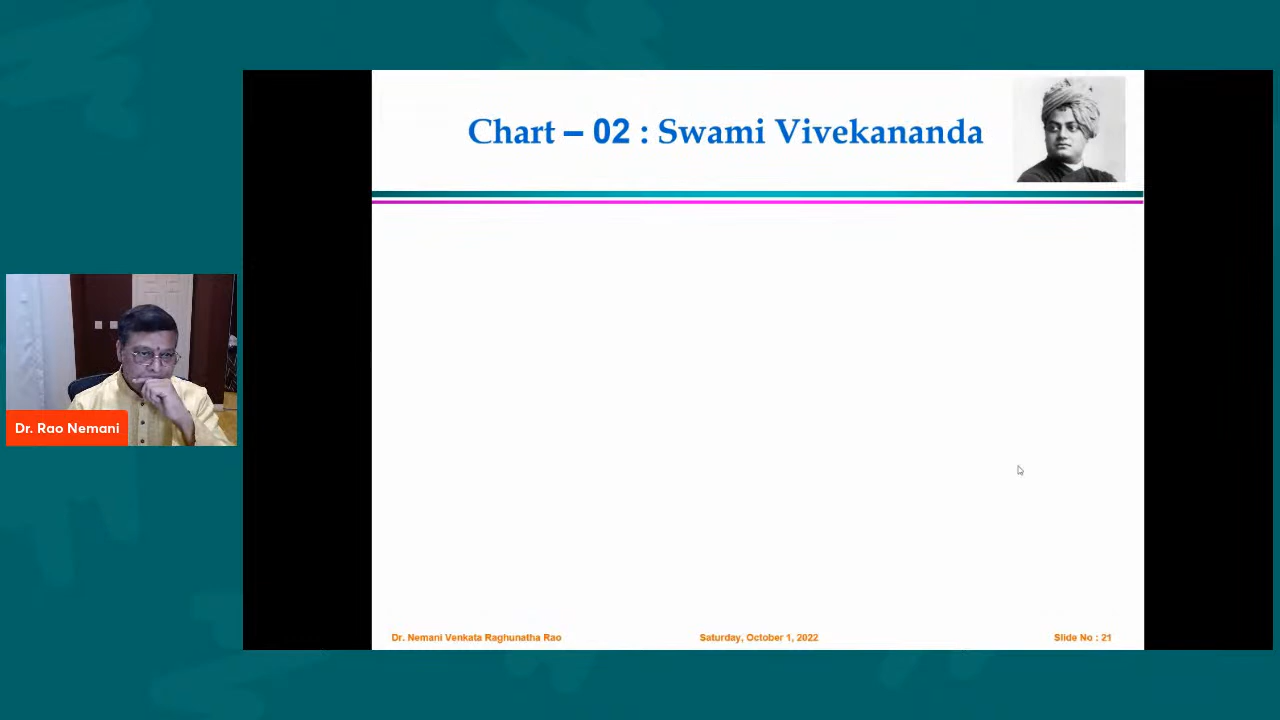 Chart – 02 : Swami Vivekananda
Dr. Rao Nemani
Dr. Nemani Venkata Raghunatha Rao Saturday, October 1, 2022 Slide No : 21